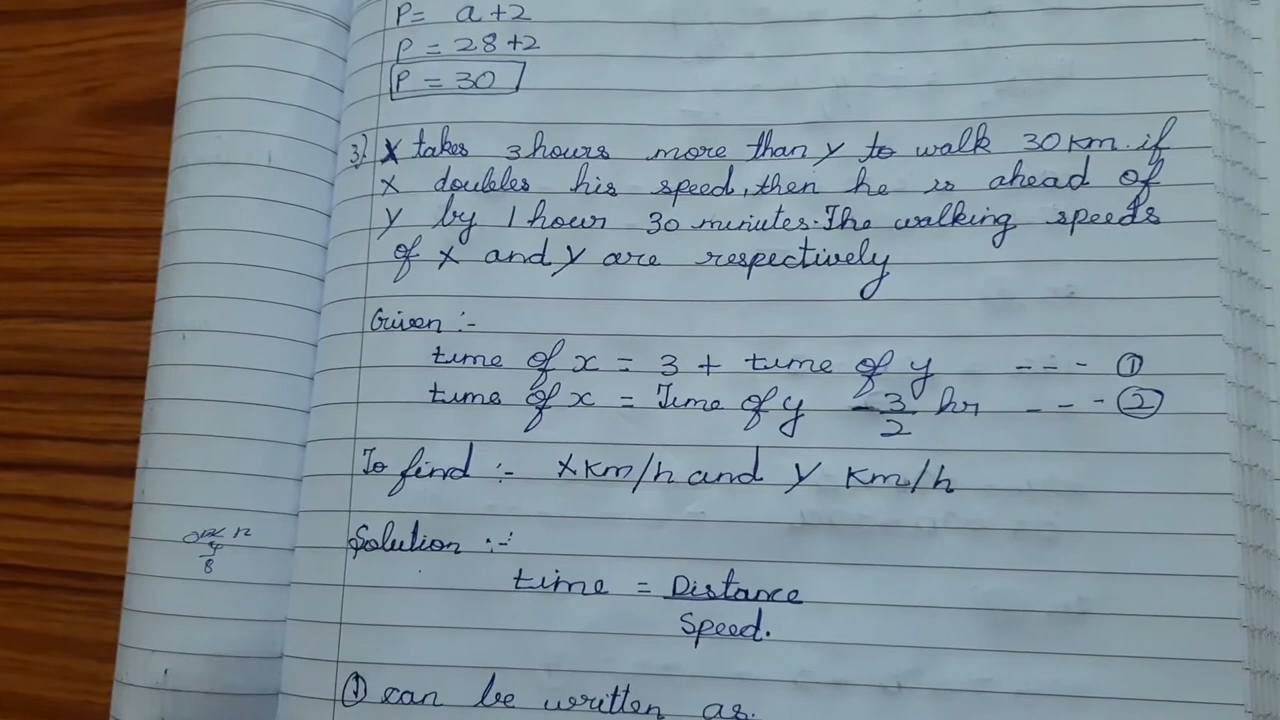 P= a+2
P = 28+2
P = 30
3) X takes 3 hours more than y to walk 30 Km. if
x doubles his speed, then he is ahead of
y by 1 hour 30 minutes. The walking speeds
of x and y are respectively
Given :-
time of x = 3 + time of y --- ①
time of x = Time of y - 3/2 hr --- ②
To find :- x Km/h and y Km/h
Solution :-
time = Distance
Speed.
① can be written as.
8